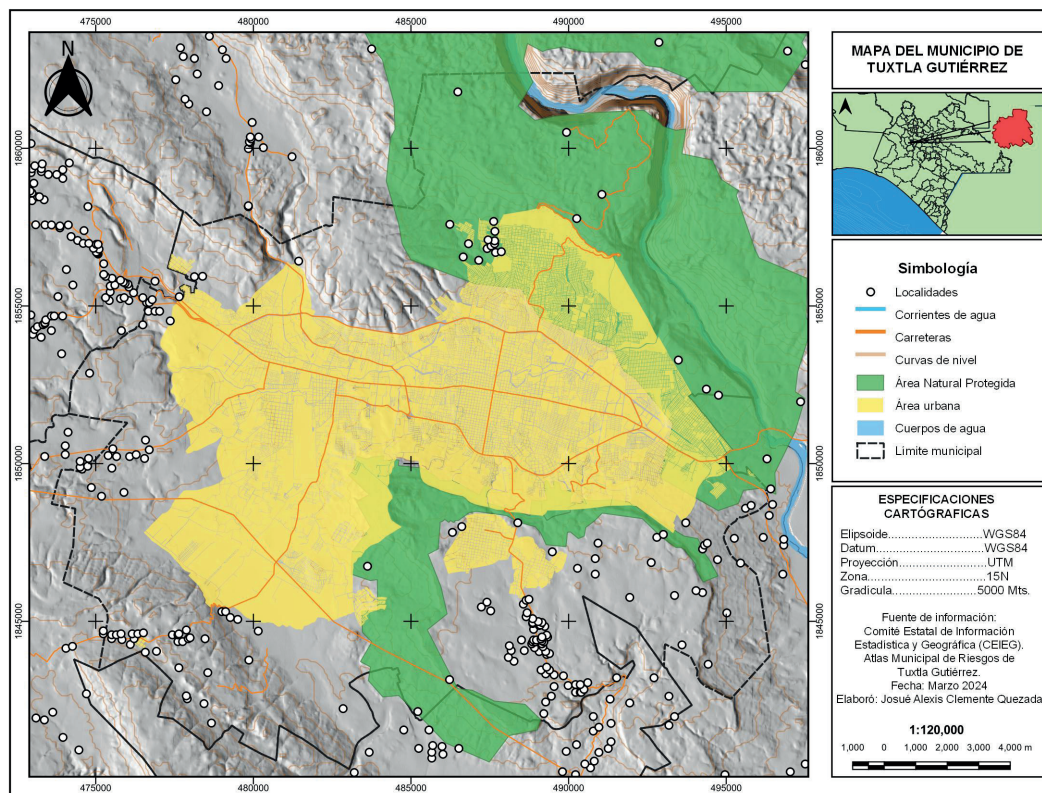 475000 480000 485000 490000 495000
N
1860000 1860000
1855000 1855000
1850000 1850000
1845000 1845000
475000 480000 485000 490000 495000
MAPA DEL MUNICIPIO DE
TUXTLA GUTIÉRREZ
Simbología
Localidades
Corrientes de agua
Carreteras
Curvas de nivel
Área Natural Protegida
Área urbana
Cuerpos de agua
Limite municipal
ESPECIFICACIONES
CARTÓGRAFICAS
Elipsoide......................WGS84
Datum..........................WGS84
Proyección.......................UTM
Zona.................................15N
Gradícula...................5000 Mts.
Fuente de información:
Comité Estatal de Información
Estadística y Geográfica (CEIEG).
Atlas Municipal de Riesgos de
Tuxtla Gutiérrez.
Fecha: Marzo 2024
Elaboró: Josué Alexis Clemente Quezada
1:120,000
1,000 0 1,000 2,000 3,000 4,000 m